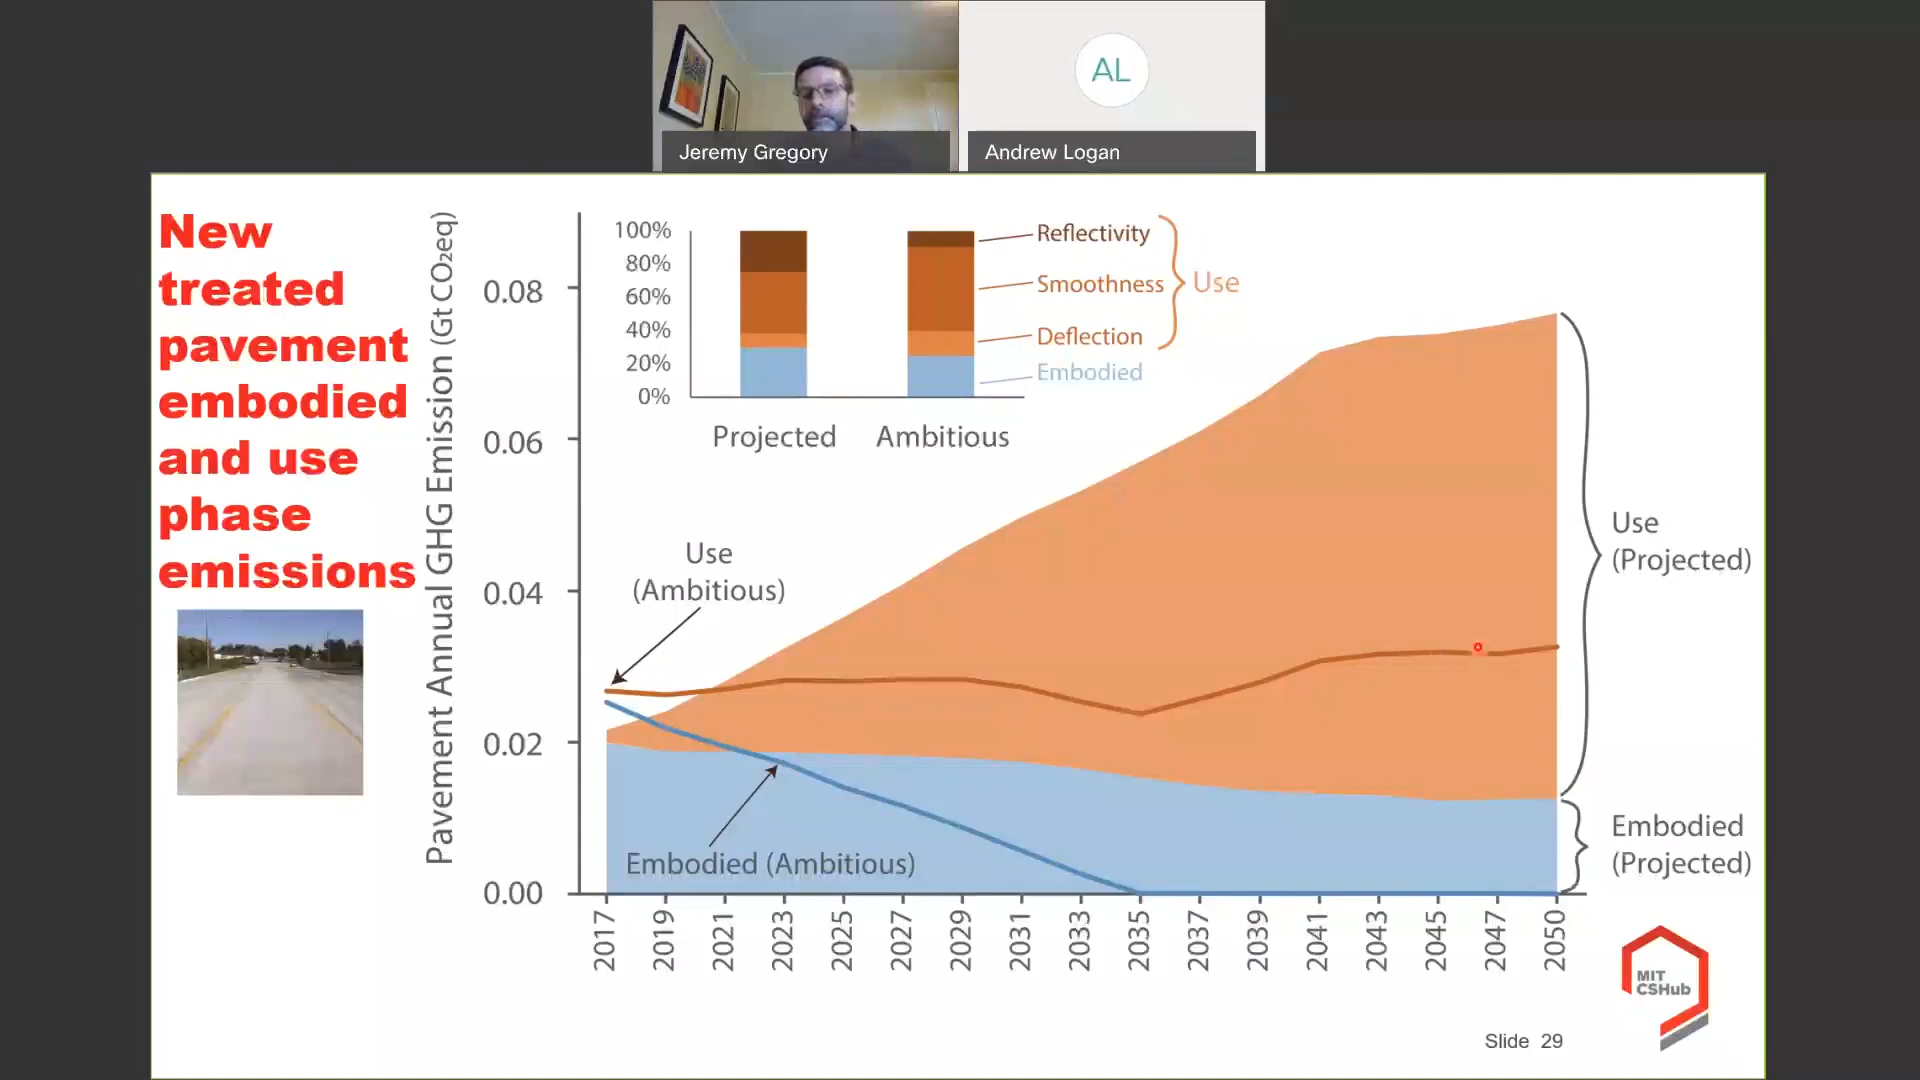 Jeremy Gregory
AL
Andrew Logan
New
treated
pavement
embodied
and use
phase
emissions
Pavement Annual GHG Emission (Gt CO₂eq)
0.08
0.06
0.04
0.02
0.00
100%
80%
60%
40%
20%
0%
Projected
Ambitious
Reflectivity
Smoothness
Deflection
Embodied
Use
Use
(Ambitious)
Embodied (Ambitious)
Use
(Projected)
Embodied
(Projected)
2017
2019
2021
2023
2025
2027
2029
2031
2033
2035
2037
2039
2041
2043
2045
2047
2050
MIT
CSHub
Slide 29